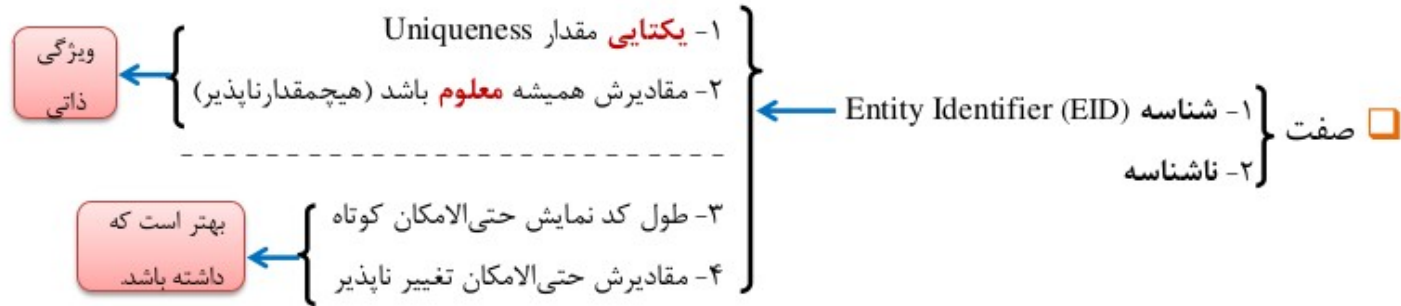 صفت
۱- شناسه Entity Identifier (EID)
۲- ناشناسه
۱- یکتایی مقدار Uniqueness
۲- مقادیرش همیشه معلوم باشد (هیچمقدارناپذیر)
ویژگی
ذاتی
۳- طول کد نمایش حتی‌الامکان کوتاه
۴- مقادیرش حتی‌الامکان تغییر ناپذیر
بهتر است که
داشته باشد.